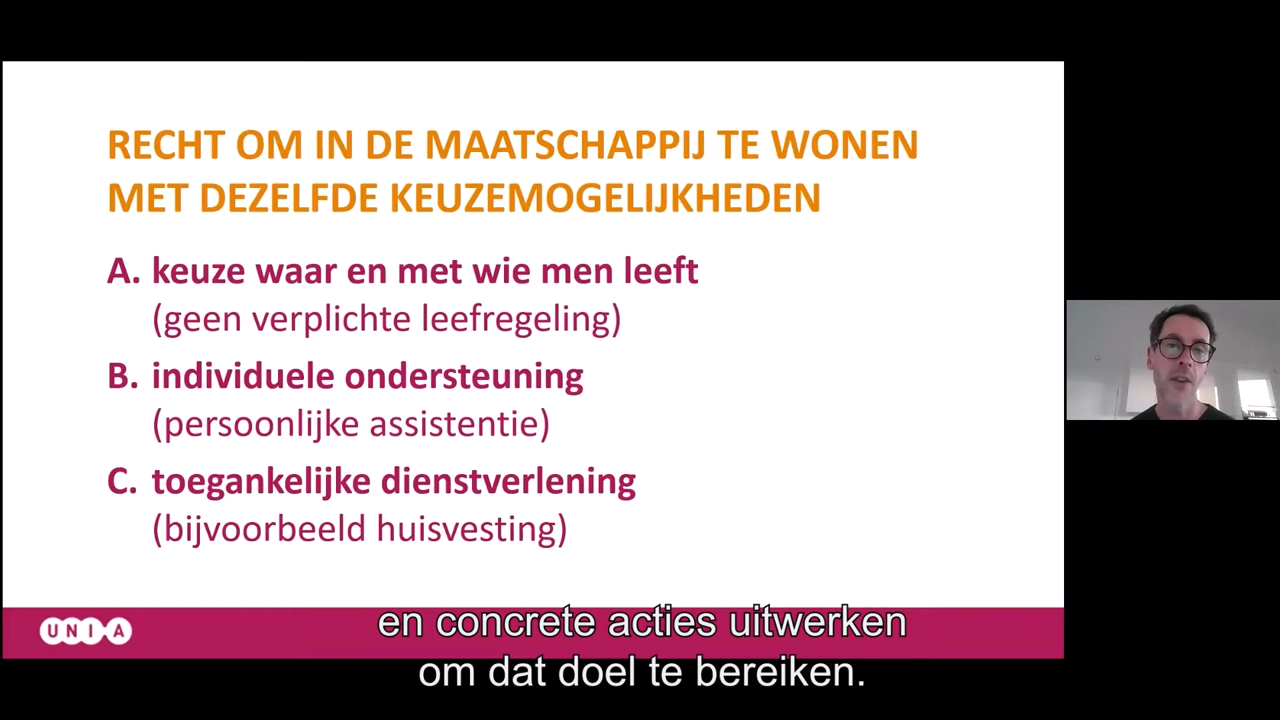 RECHT OM IN DE MAATSCHAPPIJ TE WONEN
MET DEZELFDE KEUZEMOGELIJKHEDEN
A. keuze waar en met wie men leeft
(geen verplichte leefregeling)
B. individuele ondersteuning
(persoonlijke assistentie)
C. toegankelijke dienstverlening
(bijvoorbeeld huisvesting)
UNIA
en concrete acties uitwerken
om dat doel te bereiken.